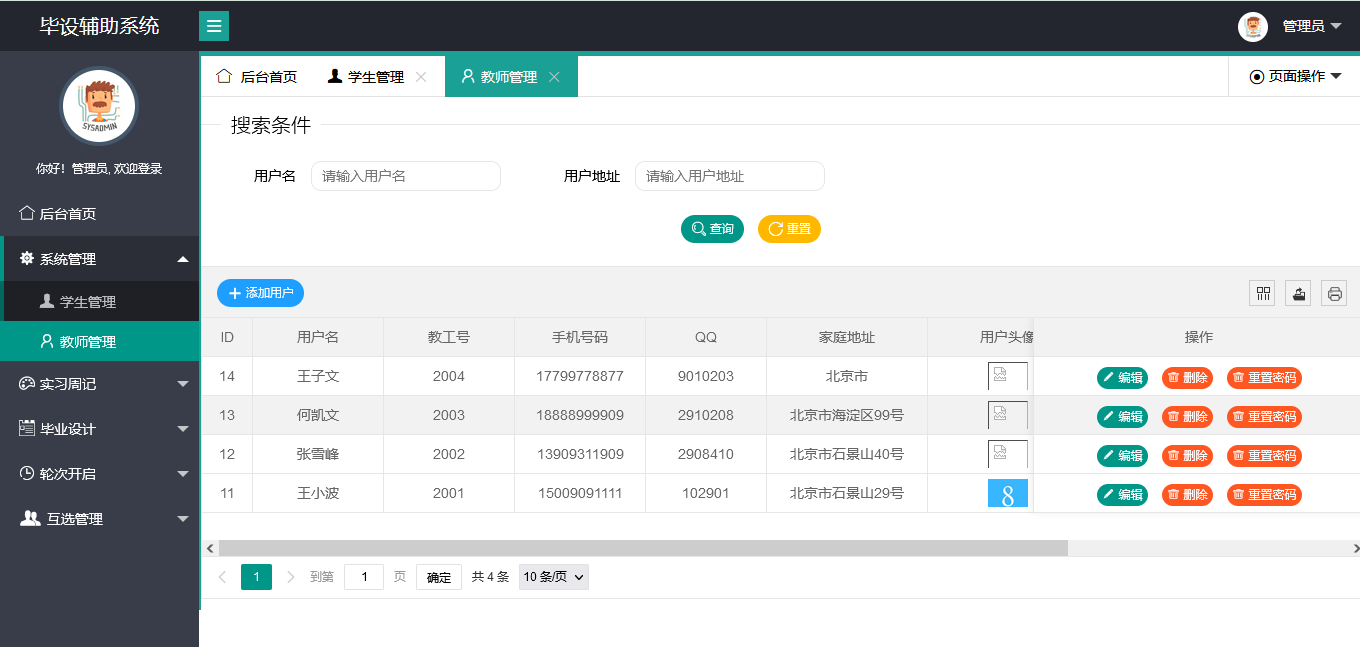 毕设辅助系统
管理员
SYSADMIN
你好！管理员, 欢迎登录
后台首页
系统管理
学生管理
教师管理
实习周记
毕业设计
轮次开启
互选管理
后台首页 学生管理 教师管理 页面操作
搜索条件
用户名 请输入用户名 用户地址 请输入用户地址
查询 重置
添加用户
ID 用户名 教工号 手机号码 QQ 家庭地址 用户头像 操作
14 王子文 2004 17799778877 9010203 北京市 编辑 删除 重置密码
13 何凯文 2003 18888999909 2910208 北京市海淀区99号 编辑 删除 重置密码
12 张雪峰 2002 13909311909 2908410 北京市石景山40号 编辑 删除 重置密码
11 王小波 2001 15009091111 102901 北京市石景山29号 8 编辑 删除 重置密码
1 到第 1 页 确定 共 4 条 10 条/页